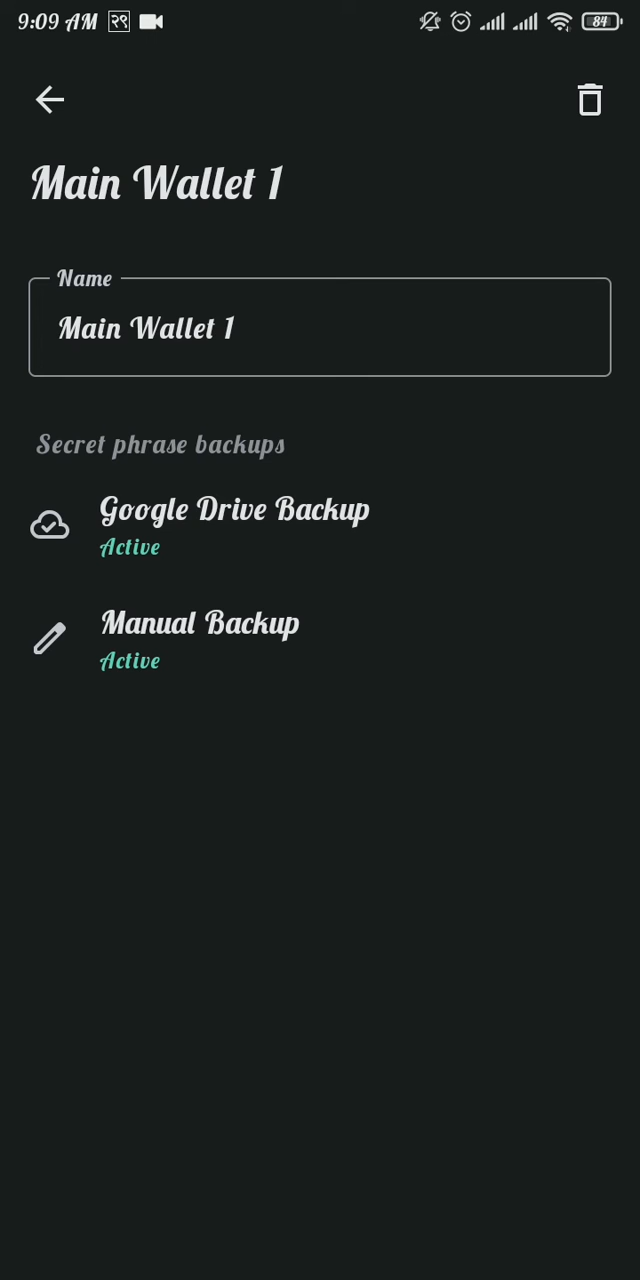 9:09 AM २९
84
Main Wallet 1
Name
Main Wallet 1
Secret phrase backups
Google Drive Backup
Active
Manual Backup
Active